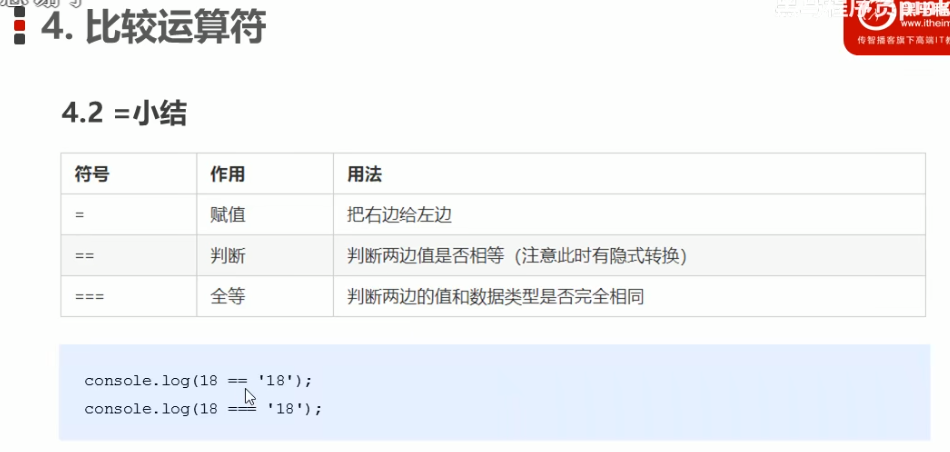 4. 比较运算符
程序员
www.itheim
传智播客旗下高端IT教
4.2 =小结
符号 作用 用法
= 赋值 把右边给左边
== 判断 判断两边值是否相等（注意此时有隐式转换）
=== 全等 判断两边的值和数据类型是否完全相同
console.log(18 == '18');
console.log(18 === '18');